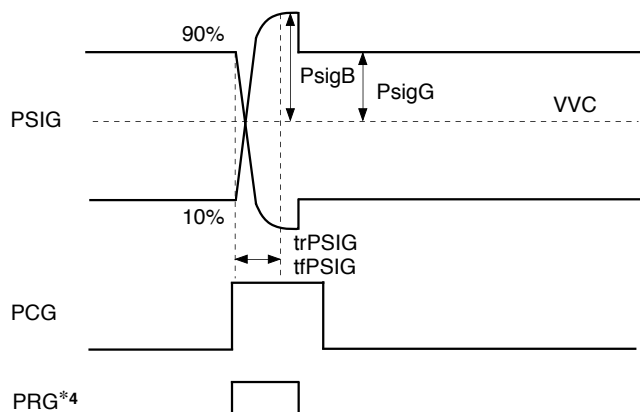 90%
PsigB
PsigG
VVC
PSIG
10%
trPSIG
tfPSIG
PCG
PRG*4